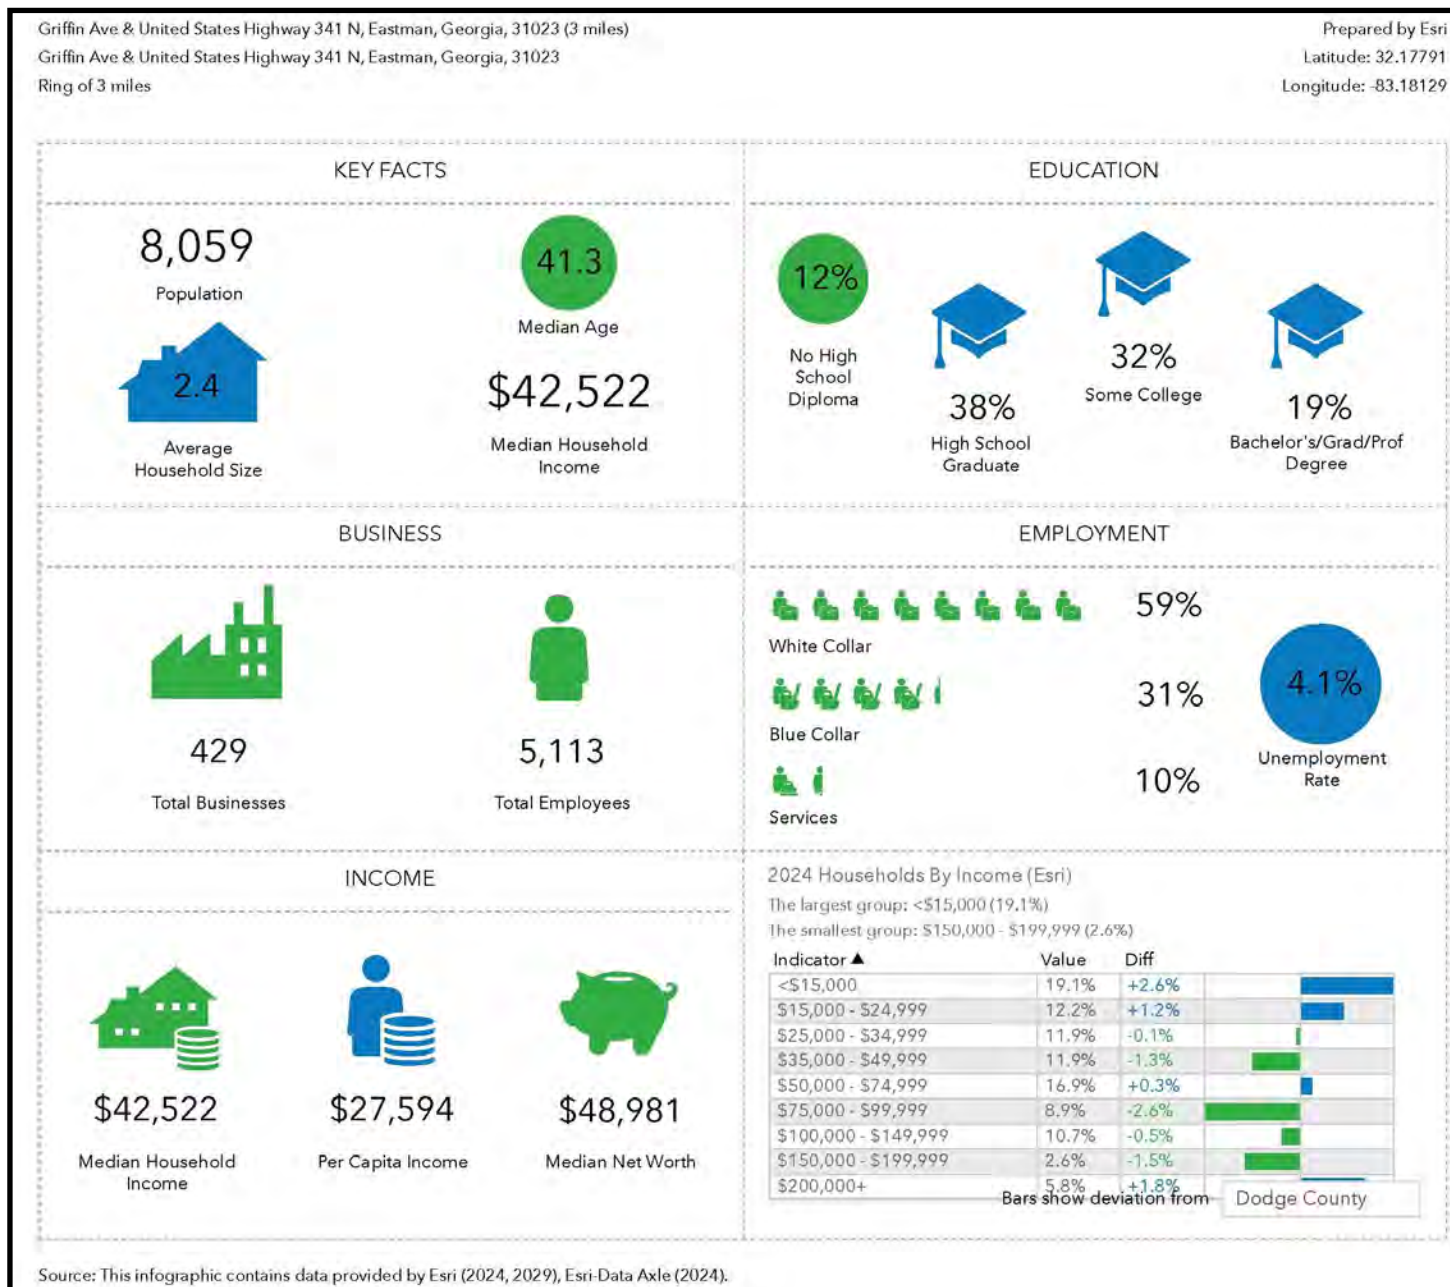 Griffin Ave & United States Highway 341 N, Eastman, Georgia, 31023 (3 miles)
Prepared by Esri
Griffin Ave & United States Highway 341 N, Eastman, Georgia, 31023
Latitude: 32.17791
Ring of 3 miles
Longitude: -83.18129
KEY FACTS
8,059
Population
41.3
Median Age
2.4
Average
Household Size
$42,522
Median Household
Income
EDUCATION
12%
No High
School
Diploma
38%
High School
Graduate
32%
Some College
19%
Bachelor's/Grad/Prof
Degree
BUSINESS
429
Total Businesses
5,113
Total Employees
EMPLOYMENT
59%
White Collar
31%
Blue Collar
10%
Services
4.1%
Unemployment
Rate
INCOME
$42,522
Median Household
Income
$27,594
Per Capita Income
$48,981
Median Net Worth
2024 Households By Income (Esri)
The largest group: <$15,000 (19.1%)
The smallest group: $150,000 - $199,999 (2.6%)
Indicator ▲ Value Diff
<$15,000 19.1% +2.6%
$15,000 - $24,999 12.2% +1.2%
$25,000 - $34,999 11.9% -0.1%
$35,000 - $49,999 11.9% -1.3%
$50,000 - $74,999 16.9% +0.3%
$75,000 - $99,999 8.9% -2.6%
$100,000 - $149,999 10.7% -0.5%
$150,000 - $199,999 2.6% -1.5%
$200,000+ 5.8% +1.8%
Bars show deviation from Dodge County
Source: This infographic contains data provided by Esri (2024, 2029), Esri-Data Axle (2024).